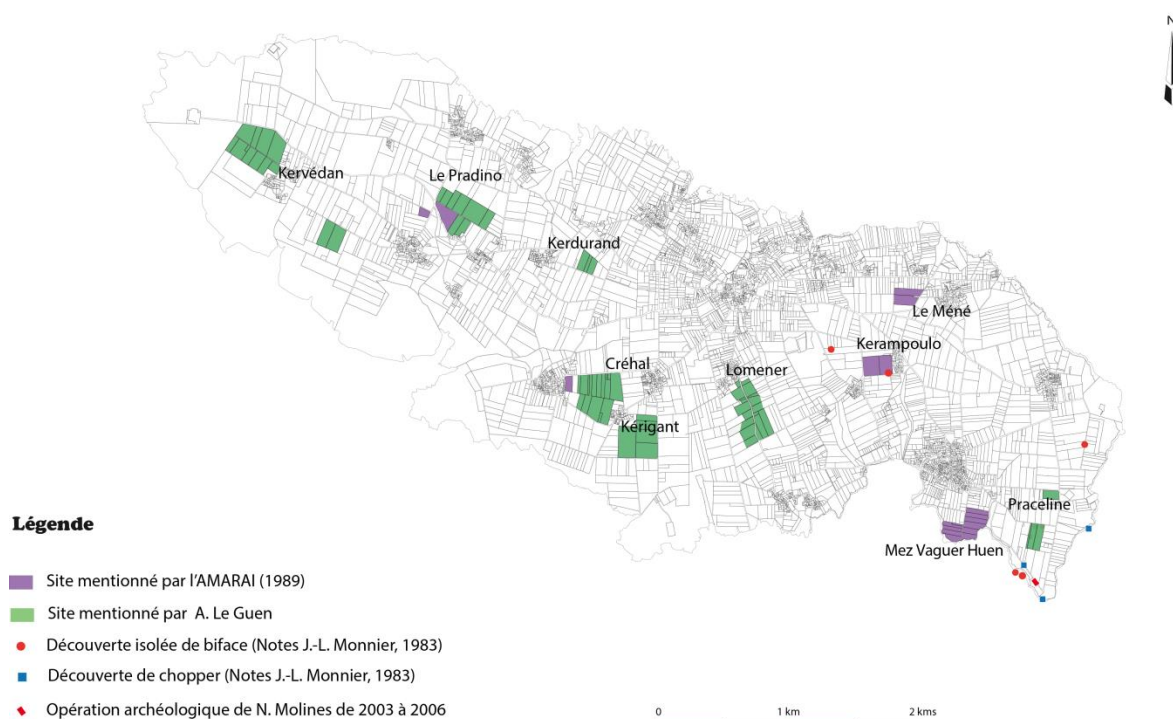 N
Kervédan
Le Pradino
Kerdurand
Le Méné
Kerampoulo
Créhal
Lomener
Kérigant
Praceline
Mez Vaguer Huen
Légende
Site mentionné par l'AMARAI (1989)
Site mentionné par A. Le Guen
Découverte isolée de biface (Notes J.-L. Monnier, 1983)
Découverte de chopper (Notes J.-L. Monnier, 1983)
Opération archéologique de N. Molines de 2003 à 2006
0 1 km 2 kms